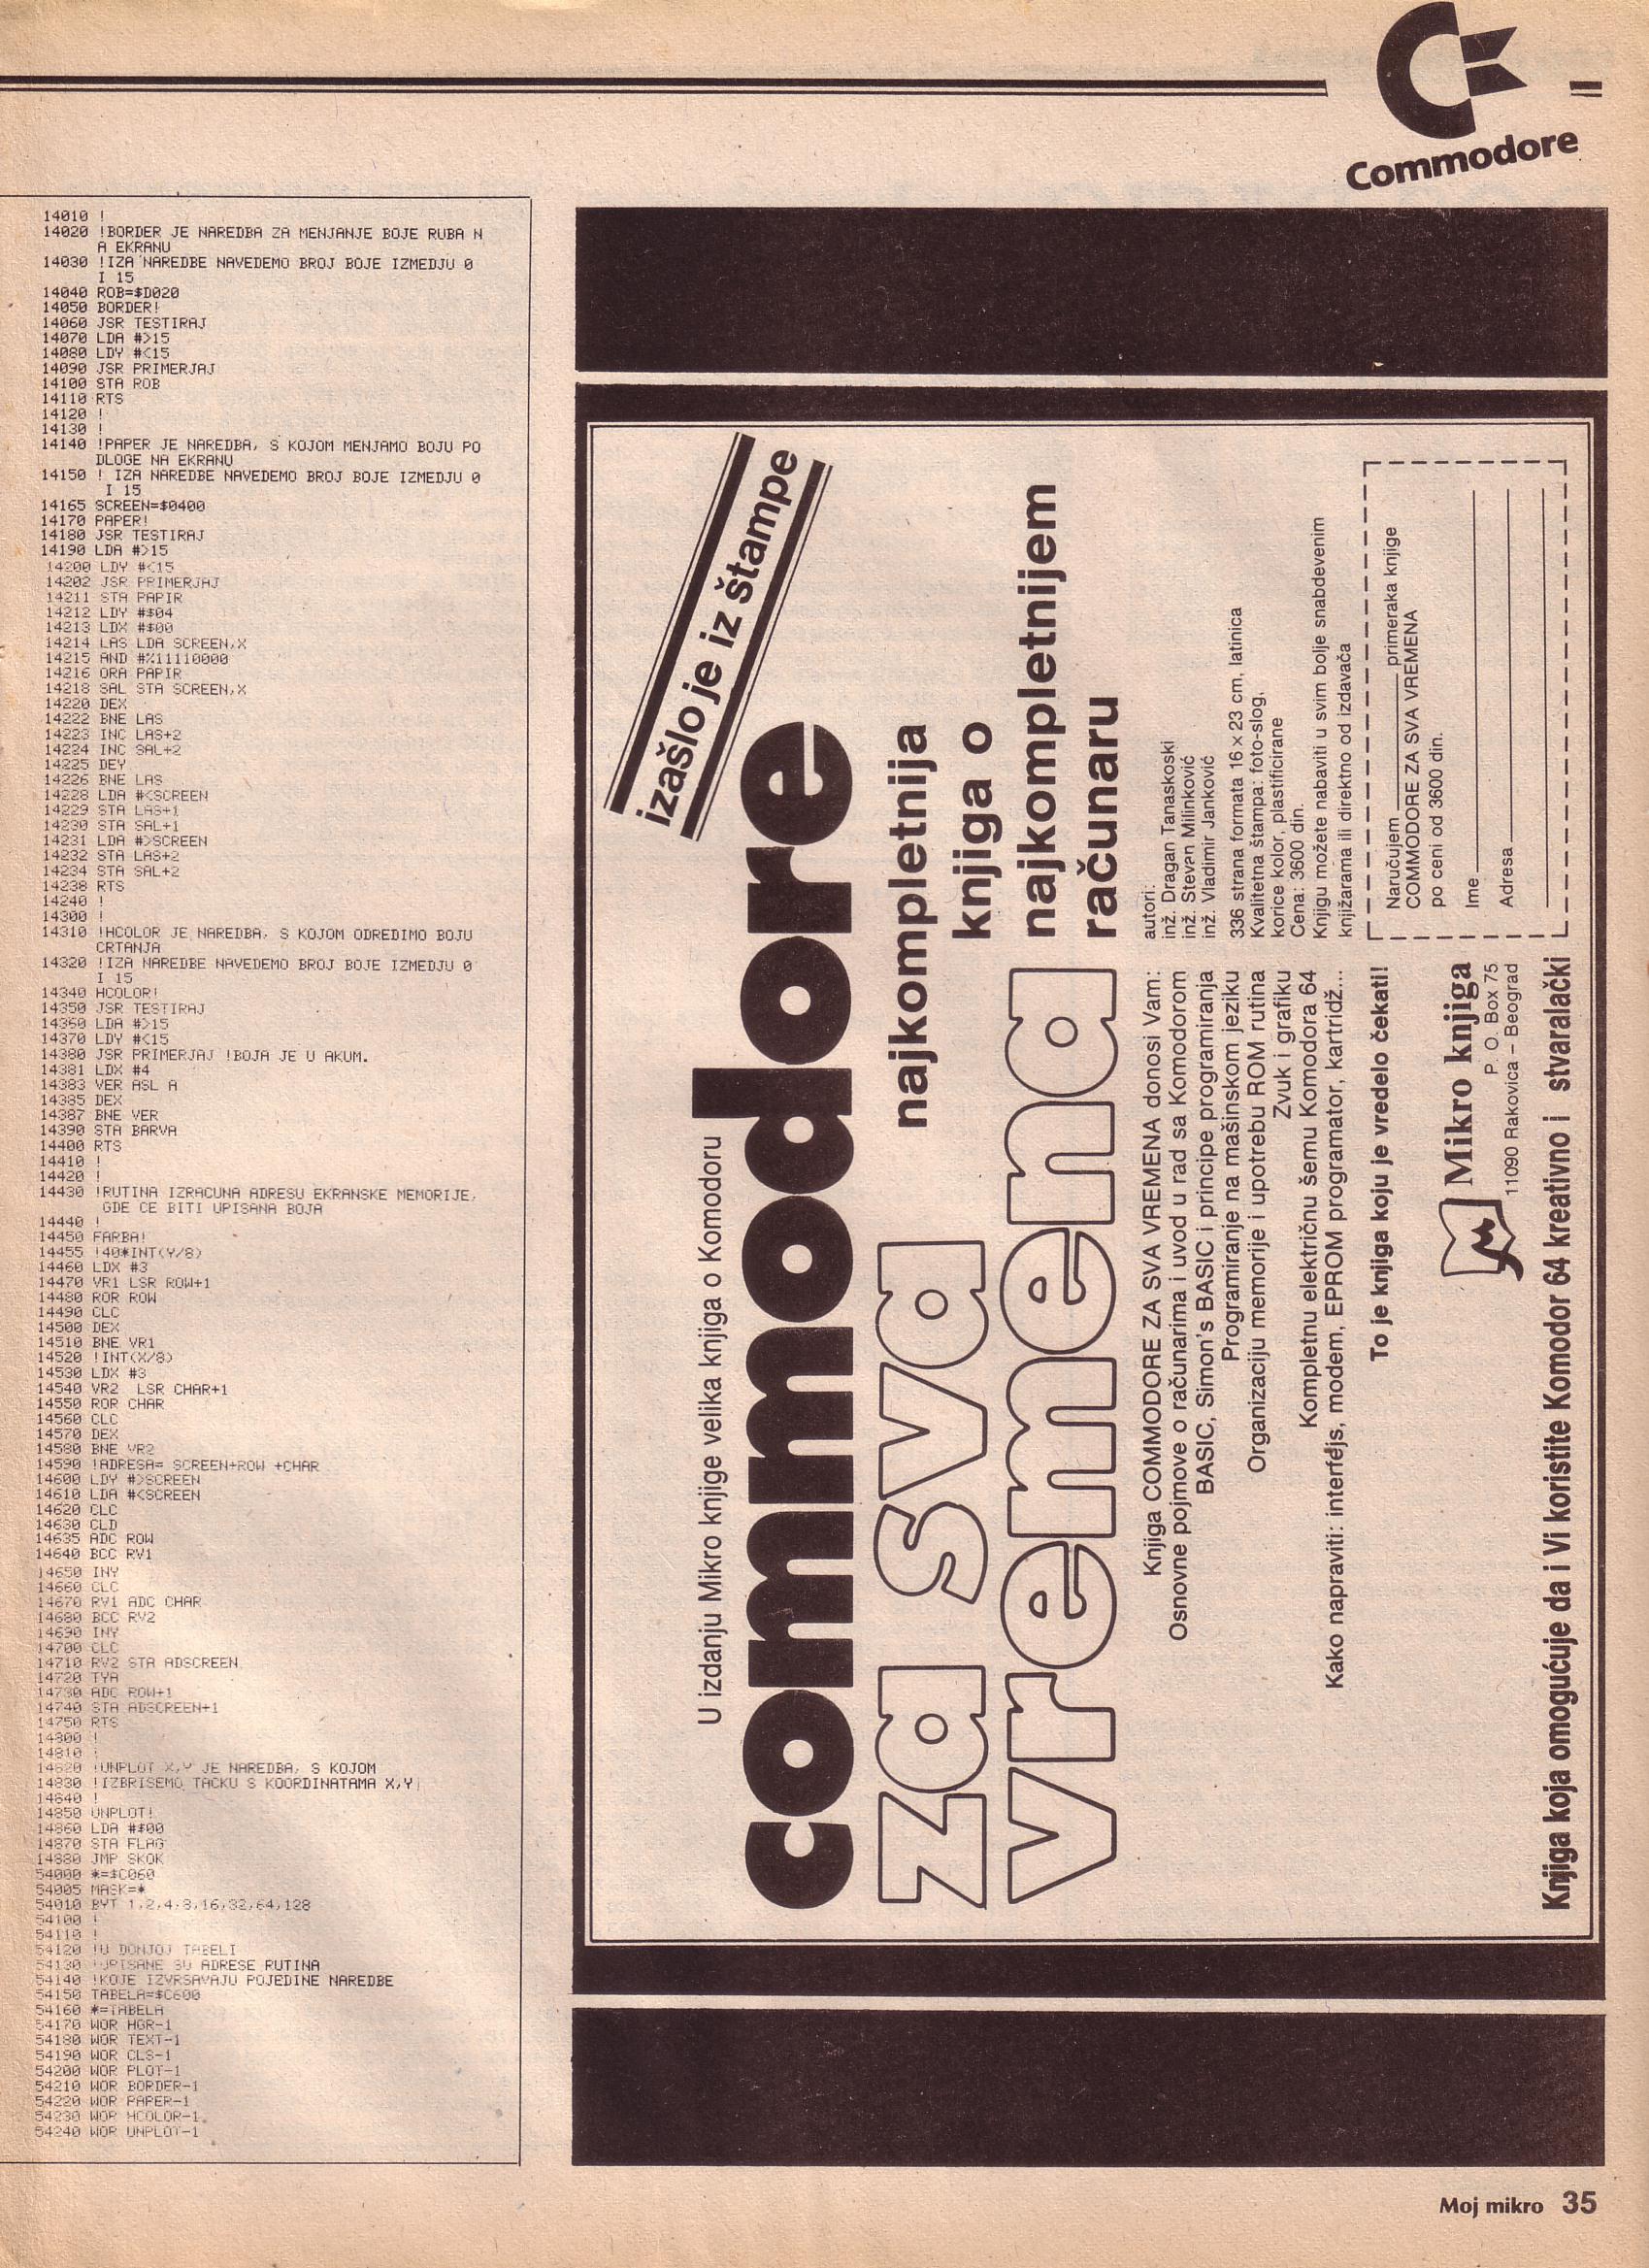 Commodore
14010 !
14020 !BORDER JE NAREDBA ZA MENJANJE BOJE RUBA N
A EKRANU
14030 !IZA NAREDBE NAVEDEMO BROJ BOJE IZMEDJU 0
I 15
14040 ROB=$D020
14050 BORDER!
14060 JSR TESTIRAJ
14070 LDA #>15
14080 LDY #<15
14090 JSR PRIMERJAJ
14100 STA ROB
14110 RTS
14120 !
14130 !
14140 !PAPER JE NAREDBA, S KOJOM MENJAMO BOJU PO
DLOGE NA EKRANU
14150 ! IZA NAREDBE NAVEDEMO BROJ BOJE IZMEDJU 0
I 15
14165 SCREEN=$0400
14170 PAPER!
14180 JSR TESTIRAJ
14190 LDA #>15
14200 LDY #<15
14202 JSR PRIMERJAJ
14211 STA PAPIR
14212 LDY #$04
14213 LDX #$00
14214 LAS LDA SCREEN,X
14215 AND #%11110000
14216 ORA PAPIR
14218 SAL STA SCREEN,X
14220 DEX
14222 BNE LAS
14223 INC LAS+2
14224 INC SAL+2
14225 DEY
14226 BNE LAS
14228 LDA #<SCREEN
14229 STA LAS+1
14230 STA SAL+1
14231 LDA #>SCREEN
14232 STA LAS+2
14234 STA SAL+2
14238 RTS
14240 !
14300 !
14310 !HCOLOR JE NAREDBA, S KOJOM ODREDIMO BOJU
CRTANJA
14320 !IZA NAREDBE NAVEDEMO BROJ BOJE IZMEDJU 0
I 15
14340 HCOLOR!
14350 JSR TESTIRAJ
14360 LDA #>15
14370 LDY #<15
14380 JSR PRIMERJAJ !BOJA JE U AKUM.
14381 LDX #4
14383 VER ASL A
14385 DEX
14387 BNE VER
14390 STA BARVA
14400 RTS
14410 !
14420 !
14430 !RUTINA IZRACUNA ADRESU EKRANSKE MEMORIJE,
GDE CE BITI UPISANA BOJA
14440 !
14450 FARBA!
14455 !40*INT(Y/8)
14460 LDX #3
14470 VR1 LSR ROW+1
14480 ROR ROW
14490 CLC
14500 DEX
14510 BNE VR1
14520 !INT(X/8)
14530 LDX #3
14540 VR2 LSR CHAR+1
14550 ROR CHAR
14560 CLC
14570 DEX
14580 BNE VR2
14590 !ADRESA= SCREEN+ROW +CHAR
14600 LDY #>SCREEN
14610 LDA #<SCREEN
14620 CLC
14630 CLD
14635 ADC ROW
14640 BCC RV1
14650 INY
14660 CLC
14670 RV1 ADC CHAR
14680 BCC RV2
14690 INY
14700 CLC
14710 RV2 STA ADSCREEN
14720 TYA
14730 ADC ROW+1
14740 STA ADSCREEN+1
14750 RTS
14800 !
14810 !
14820 !UNPLOT X,Y JE NAREDBA, S KOJOM
14830 !IZBRISEMO TACKU S KOORDINATAMA X,Y
14840 !
14850 UNPLOT!
14860 LDA #$00
14870 STA FLAG
14880 JMP SKOK
54000 *=$C060
54005 MASK=*
54010 BYT 1,2,4,8,16,32,64,128
54100 !
54110 !
54120 !U DONJOJ TABELI
54130 !UPISANE SU ADRESE RUTINA
54140 !KOJE IZVRSAVAJU POJEDINE NAREDBE
54150 TABELA=$C600
54160 *=TABELA
54170 WOR HGR-1
54180 WOR TEXT-1
54190 WOR CLS-1
54200 WOR PLOT-1
54210 WOR BORDER-1
54220 WOR PAPER-1
54230 WOR HCOLOR-1
54240 WOR UNPLOT-1
izašlo je iz štampe
U izdanju Mikro knjige velika knjiga o Komodoru
commodore
za sva
vremena
najkompletnija
knjiga o
najkompletnijem
računaru
Knjiga COMMODORE ZA SVA VREMENA donosi Vam:
Osnovne pojmove o računarima i uvod u rad sa Komodorom
BASIC, Simon's BASIC i principe programiranja
Programiranje na mašinskom jeziku
Organizaciju memorije i upotrebu ROM rutina
Zvuk i grafiku
Kompletnu električnu šemu Komodora 64
Kako napraviti: interfejs, modem, EPROM programator, kartridž...
To je knjiga koju je vredelo čekati!
autori:
inž. Dragan Tanaskoski
inž. Steven Milinković
inž. Vladimir Janković
336 strana formata 16 × 23 cm, latinica
Kvalitetna štampa: foto-slog,
korice kolor, plastificirane
Cena: 3600 din.
Knjigu možete nabaviti u svim bolje snabdevenim
knjižarama ili direktno od izdavača
Naručujem primeraka knjige
COMMODORE ZA SVA VREMENA
po ceni od 3600 din.
Ime
Adresa
Mikro knjiga
P. O. Box 75
11090 Rakovica – Beograd
Knjiga koja omogućuje da i Vi koristite Komodor 64 kreativno i stvaralački
Moj mikro 35